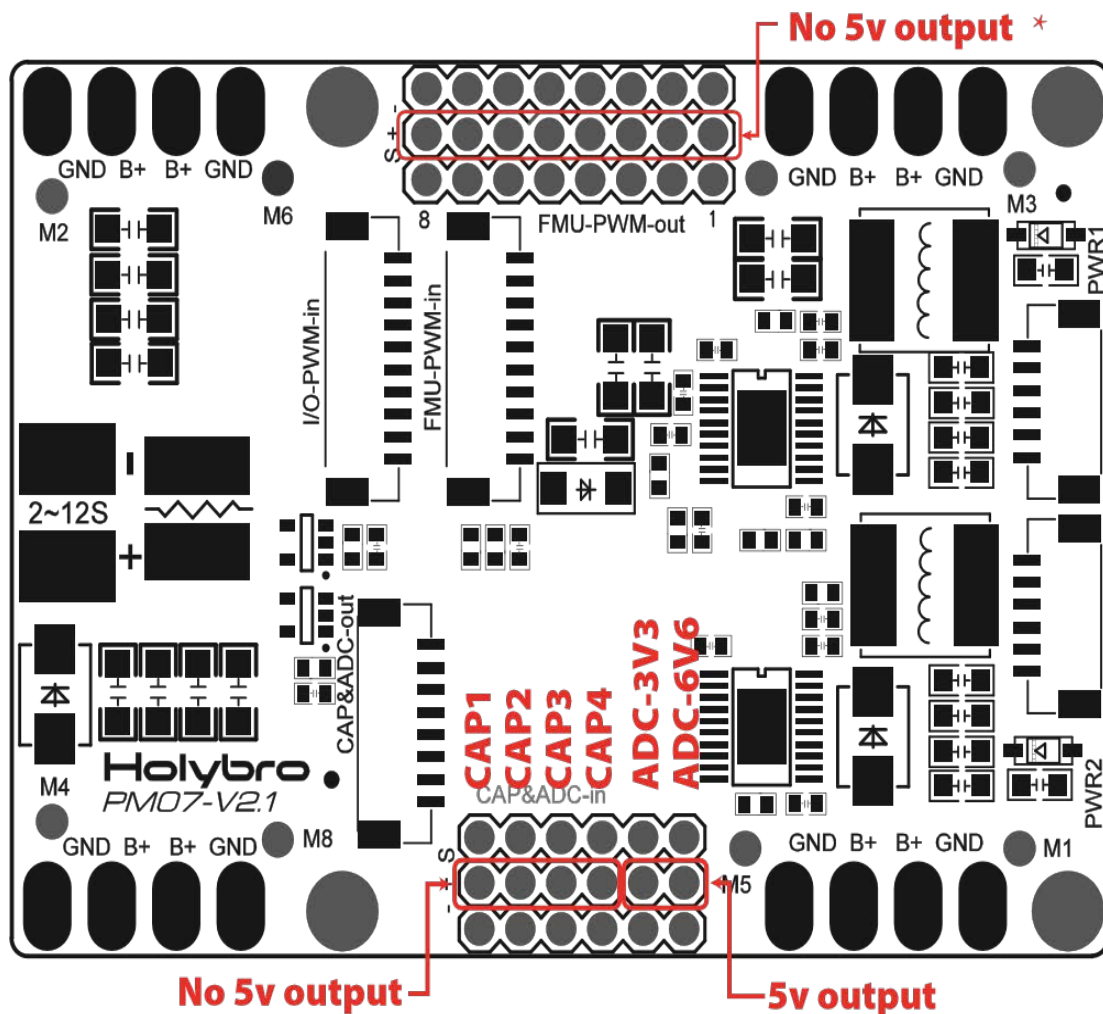 No 5v output *
GND B+ B+ GND
S + -
GND B+ B+ GND
M2
M6
8 FMU-PWM-out 1
M3
PWR1
I/O-PWM-in
FMU-PWM-in
-
2~12S
+
CAP&ADC-out
CAP1
CAP2
CAP3
CAP4
ADC-3V3
ADC-6V6
M4
Holybro
PM07-V2.1
CAP&ADC-in
PWR2
GND B+ B+ GND
M8
- + S
M5
GND B+ B+ GND
M1
No 5v output
5v output